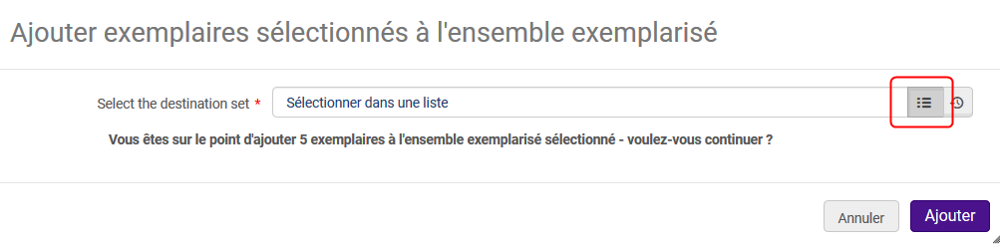 Ajouter exemplaires sélectionnés à l'ensemble exemplarisé
Select the destination set * Sélectionner dans une liste
Vous êtes sur le point d'ajouter 5 exemplaires à l'ensemble exemplarisé sélectionné - voulez-vous continuer ?
Annuler Ajouter